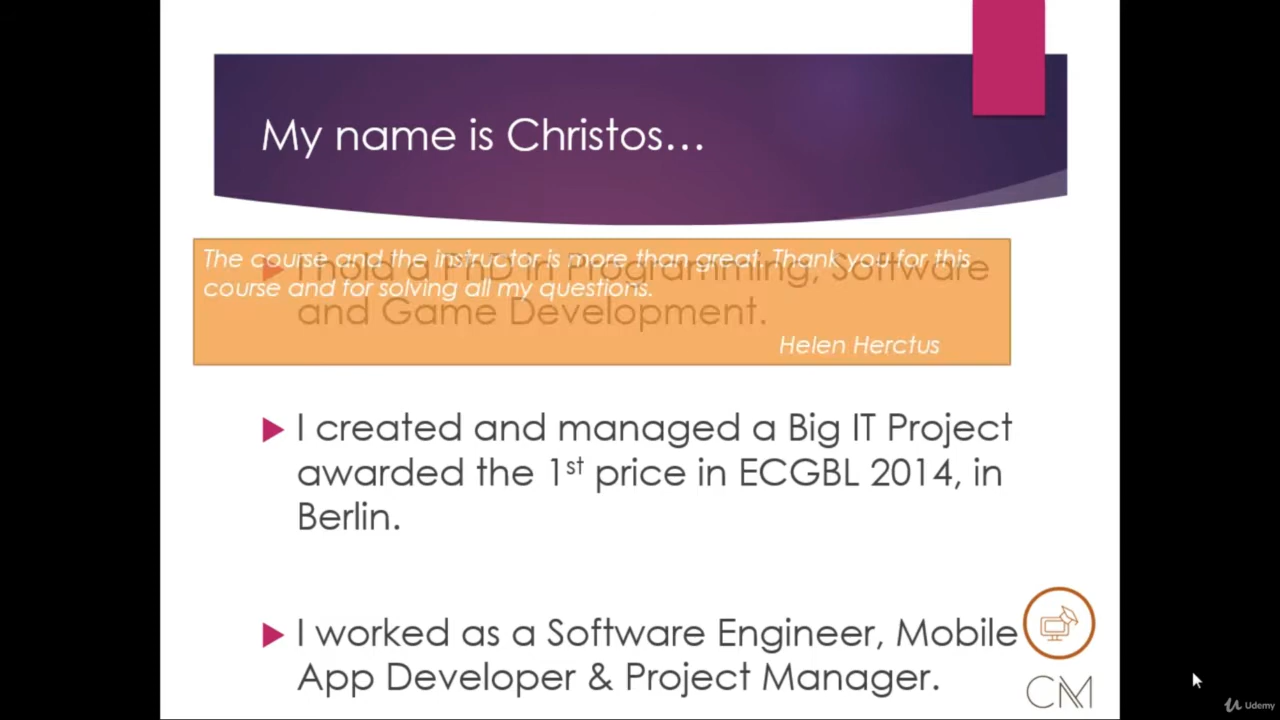 My name is Christos...
The course and the instructor is more than great. Thank you for this
course and for solving all my questions.
Helen Herctus
I hold a PhD in Programming, Software
and Game Development.
I created and managed a Big IT Project
awarded the 1st price in ECGBL 2014, in
Berlin.
I worked as a Software Engineer, Mobile
App Developer & Project Manager.
CM
Udemy